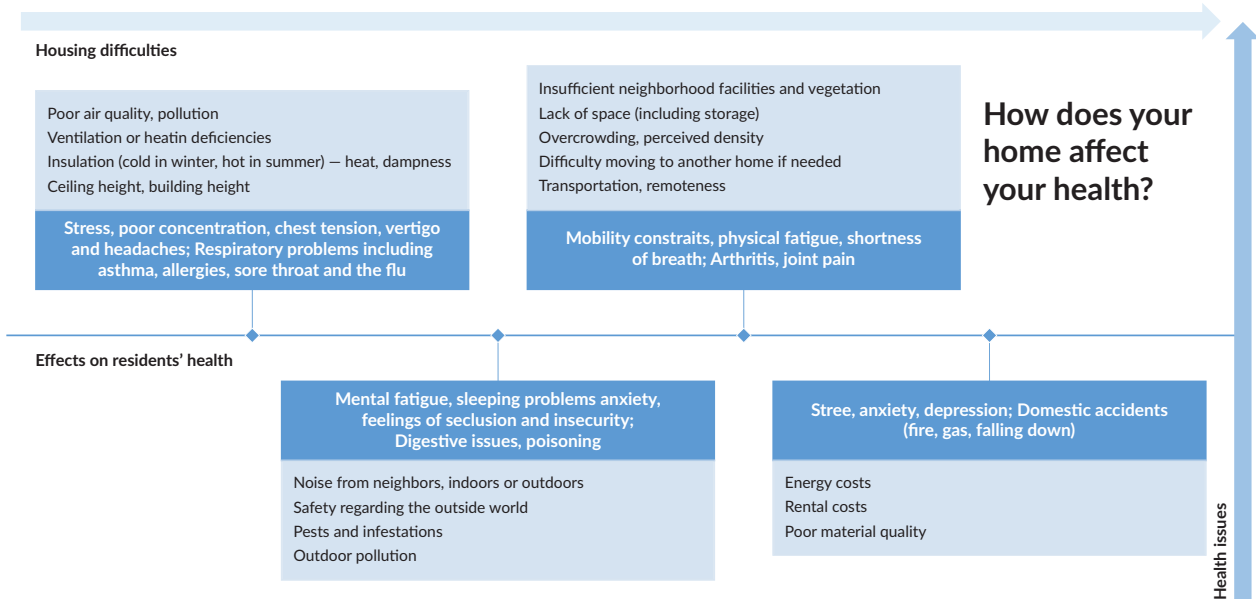 Housing difficulties
Poor air quality, pollution
Ventilation or heatin deficiencies
Insulation (cold in winter, hot in summer) — heat, dampness
Ceiling height, building height
Stress, poor concentration, chest tension, vertigo
and headaches; Respiratory problems including
asthma, allergies, sore throat and the flu
Insufficient neighborhood facilities and vegetation
Lack of space (including storage)
Overcrowding, perceived density
Difficulty moving to another home if needed
Transportation, remoteness
Mobility constraits, physical fatigue, shortness
of breath; Arthritis, joint pain
How does your
home affect
your health?
Effects on residents’ health
Mental fatigue, sleeping problems anxiety,
feelings of seclusion and insecurity;
Digestive issues, poisoning
Noise from neighbors, indoors or outdoors
Safety regarding the outside world
Pests and infestations
Outdoor pollution
Stree, anxiety, depression; Domestic accidents
(fire, gas, falling down)
Energy costs
Rental costs
Poor material quality
Health issues